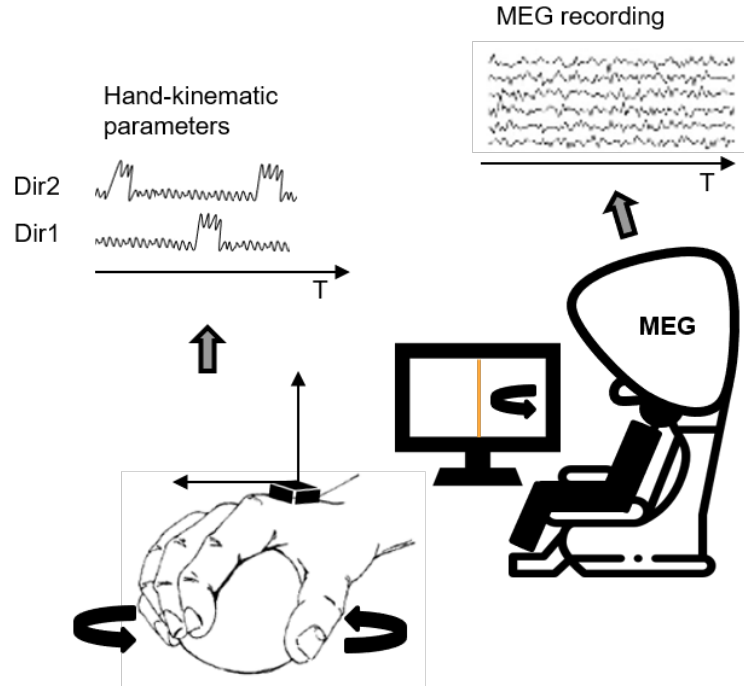 MEG recording
T
Hand-kinematic
parameters
Dir2
Dir1
T
MEG